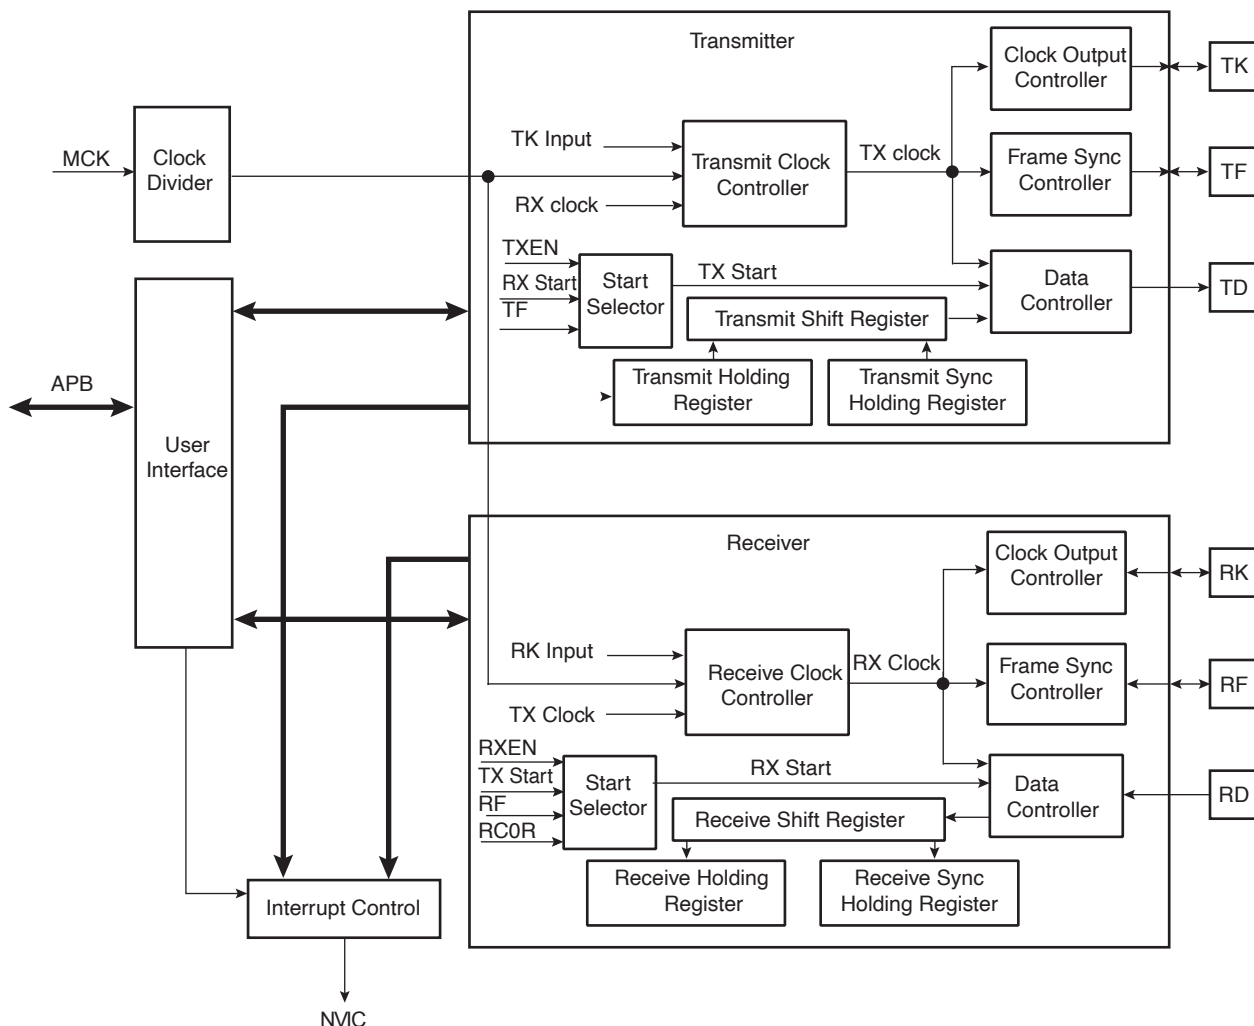 Transmitter
Clock Output
Controller
TK
MCK
Clock
Divider
TK Input
Transmit Clock
Controller
TX clock
Frame Sync
Controller
TF
RX clock
TXEN
RX Start
TF
Start
Selector
TX Start
Data
Controller
TD
Transmit Shift Register
APB
Transmit Holding
Register
Transmit Sync
Holding Register
User
Interface
Receiver
Clock Output
Controller
RK
RK Input
Receive Clock
Controller
RX Clock
Frame Sync
Controller
RF
TX Clock
RXEN
TX Start
RF
RC0R
Start
Selector
RX Start
Data
Controller
RD
Receive Shift Register
Receive Holding
Register
Receive Sync
Holding Register
Interrupt Control
NVIC